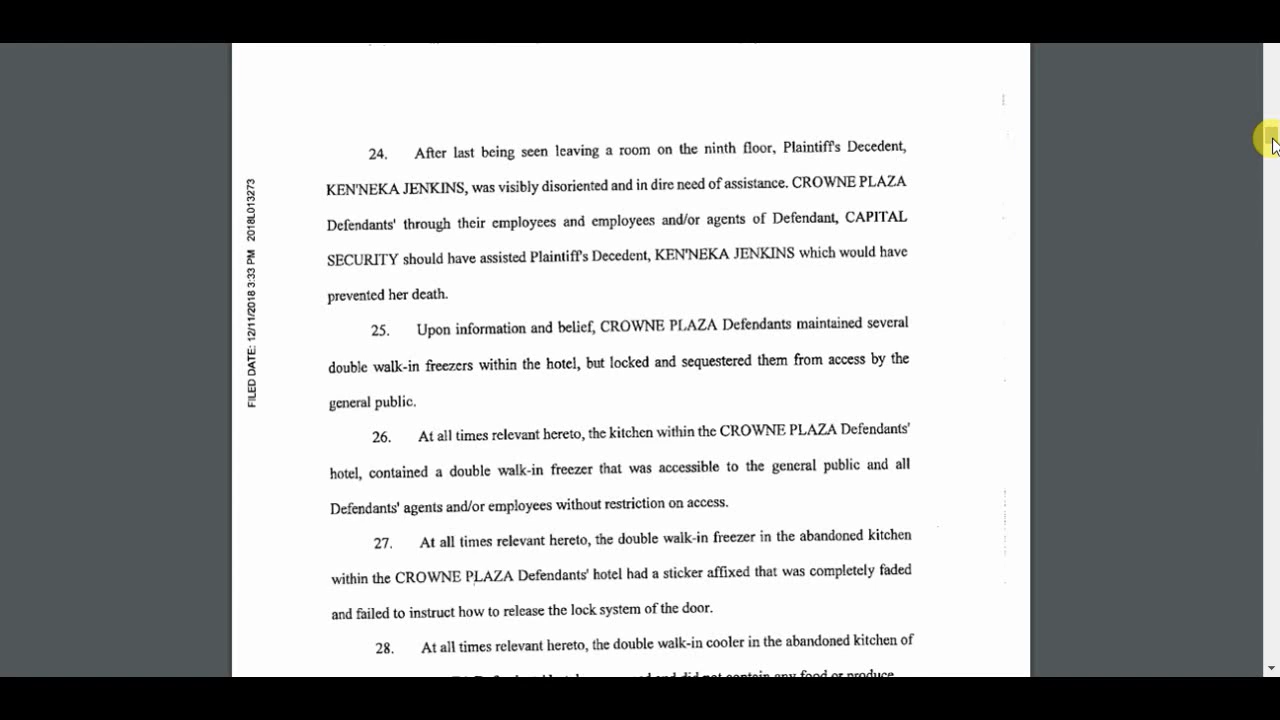 24. After last being seen leaving a room on the ninth floor, Plaintiff's Decedent,
KEN'NEKA JENKINS, was visibly disoriented and in dire need of assistance. CROWNE PLAZA
Defendants' through their employees and employees and/or agents of Defendant, CAPITAL
SECURITY should have assisted Plaintiff's Decedent, KEN'NEKA JENKINS which would have
prevented her death.
25. Upon information and belief, CROWNE PLAZA Defendants maintained several
double walk-in freezers within the hotel, but locked and sequestered them from access by the
general public.
26. At all times relevant hereto, the kitchen within the CROWNE PLAZA Defendants'
hotel, contained a double walk-in freezer that was accessible to the general public and all
Defendants' agents and/or employees without restriction on access.
27. At all times relevant hereto, the double walk-in freezer in the abandoned kitchen
within the CROWNE PLAZA Defendants' hotel had a sticker affixed that was completely faded
and failed to instruct how to release the lock system of the door.
28. At all times relevant hereto, the double walk-in cooler in the abandoned kitchen of
and did not contain any food or produce
FILED DATE: 12/11/2018 3:33 PM 2018L013273